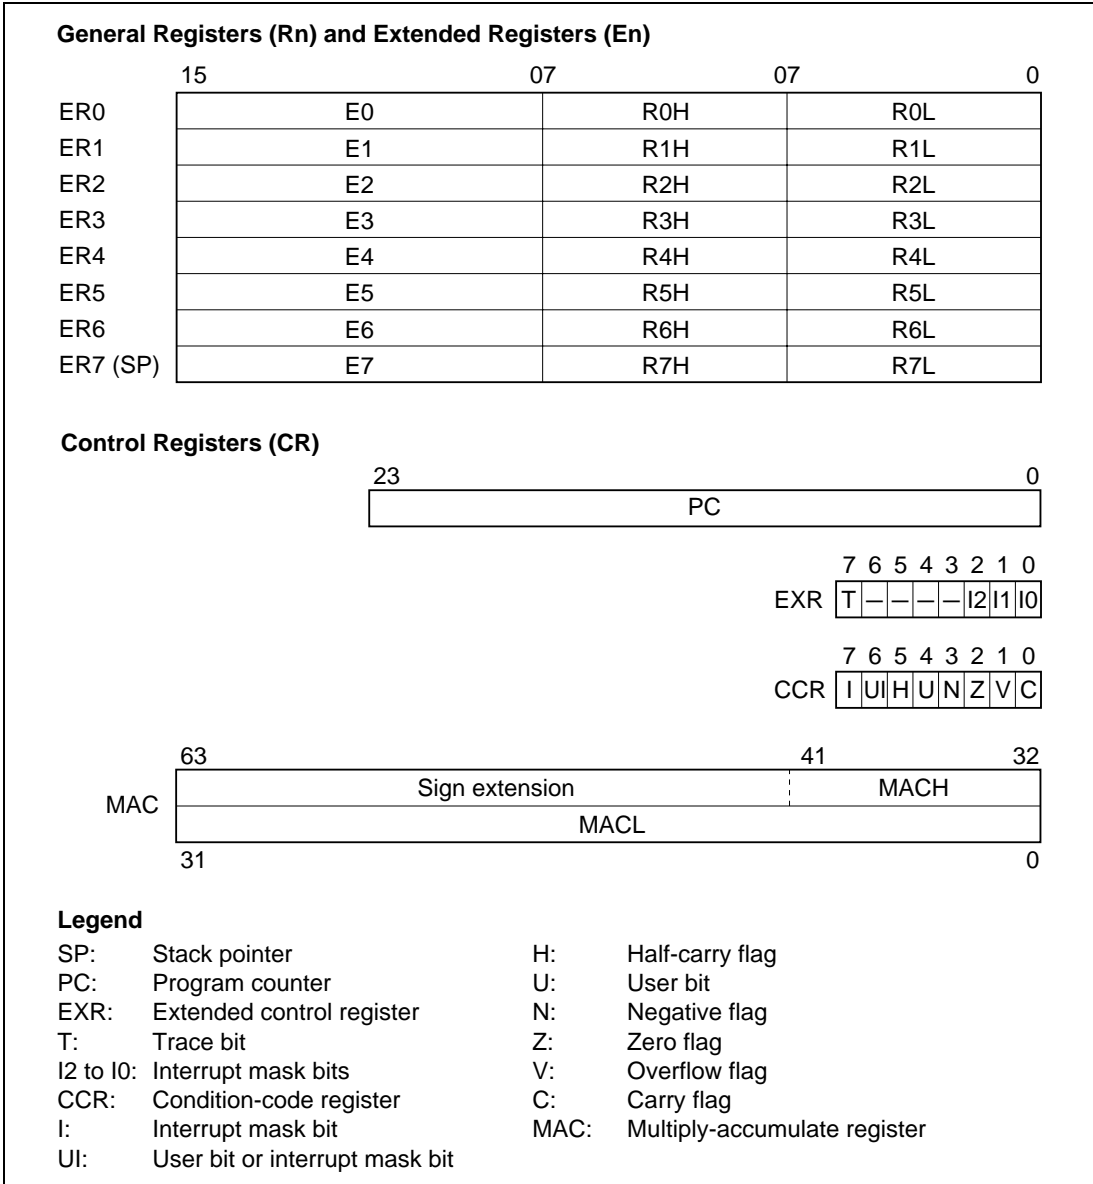 General Registers (Rn) and Extended Registers (En)
15 07 07 0
ER0 E0 R0H R0L
ER1 E1 R1H R1L
ER2 E2 R2H R2L
ER3 E3 R3H R3L
ER4 E4 R4H R4L
ER5 E5 R5H R5L
ER6 E6 R6H R6L
ER7 (SP) E7 R7H R7L
Control Registers (CR)
23 0
PC
7 6 5 4 3 2 1 0
EXR T — — — — I2 I1 I0
7 6 5 4 3 2 1 0
CCR I UI H U N Z V C
63 41 32
Sign extension MACH
MAC
MACL
31 0
Legend
SP: Stack pointer H: Half-carry flag
PC: Program counter U: User bit
EXR: Extended control register N: Negative flag
T: Trace bit Z: Zero flag
I2 to I0: Interrupt mask bits V: Overflow flag
CCR: Condition-code register C: Carry flag
I: Interrupt mask bit MAC: Multiply-accumulate register
UI: User bit or interrupt mask bit